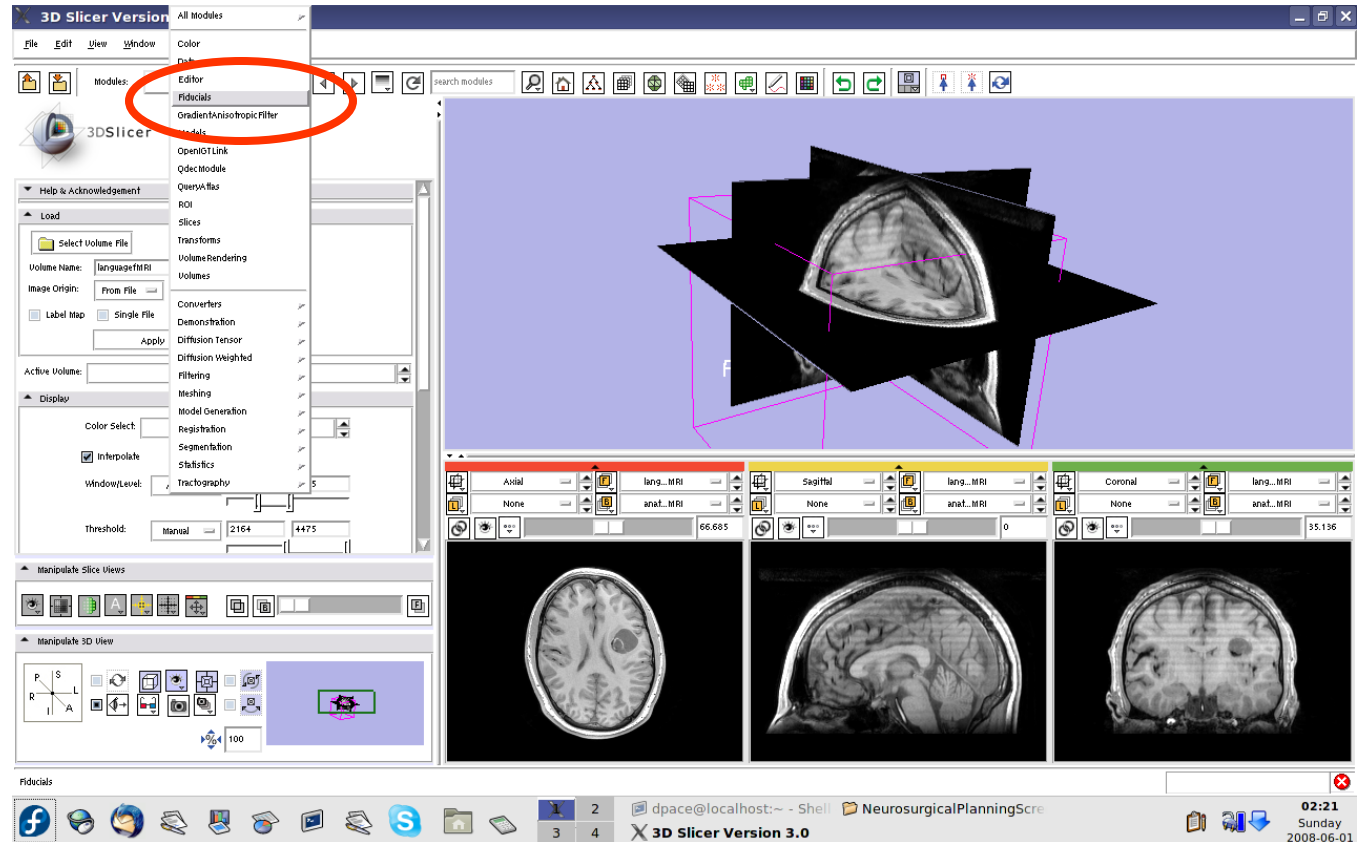 3D Slicer Version
File Edit View Window
Modules:
search modules
3DSlicer
All Modules
Color
Editor
Fiducials
GradientAnisotropicFilter
Models
OpenIGTLink
QdecModule
QueryAtlas
ROI
Slices
Transforms
VolumeRendering
Volumes
Converters
Demonstration
Diffusion Tensor
Diffusion Weighted
Filtering
Meshing
Model Generation
Registration
Segmentation
Statistics
Tractography
Help & Acknowledgement
Load
Select Volume File
Volume Name: languagefMRI
Image Origin: From File
Label Map Single File
Apply
Active Volume:
Display
Color Select:
Interpolate
Window/Level: 5
Threshold: Manual 2164 4475
Manipulate Slice Views
Manipulate 3D View
P S
R L
I A
100
Axial lang...MRI
None anat...MRI
66.685
Sagittal lang...MRI
None anat...MRI
0
Coronal lang...MRI
None anat...MRI
35.136
Fiducials
1 2
3 4
dpace@localhost:~ - Shell
NeurosurgicalPlanningScre
3D Slicer Version 3.0
02:21
Sunday
2008-06-01